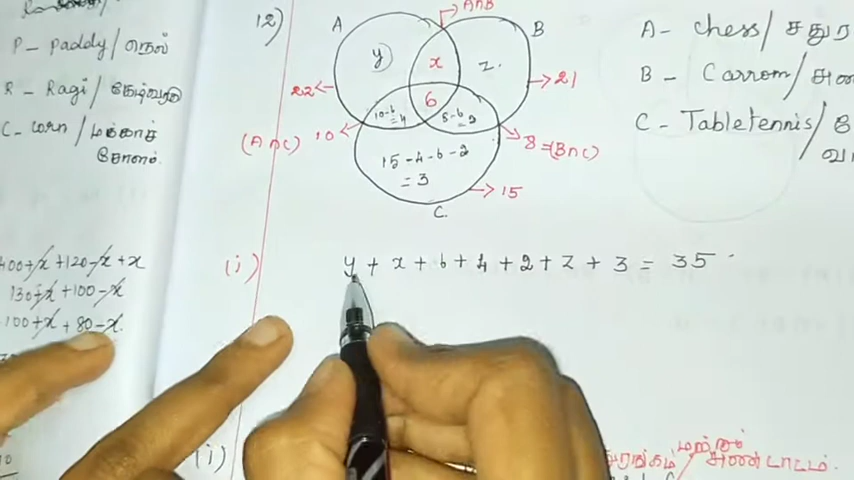 P - Paddy / நெல்
R - Ragi / கேழ்வரகு
C - Corn / மக்காச்
சோளம்.
400+x+120-x+x
130+x+100-x
100+x+80-x.
12)
A
A∩B
B
y
x
z.
22
21
6
10-6
=4
8-6
=2
(A∩C) 10
8=(B∩C)
15-4-6-2
=3
15
C.
A - chess / சதுர
B - Carrom /
C - Tabletennis /
(i) y + x + 6 + 4 + 2 + z + 3 = 35
(i)
மற்றும்